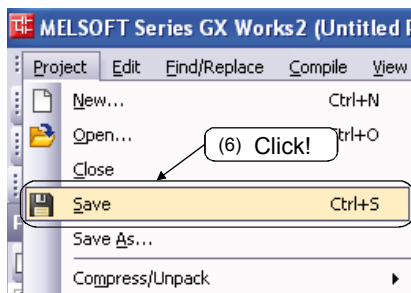 MELSOFT Series GX Works2 (Untitled
Project Edit Find/Replace Compile View
New... Ctrl+N
Open... Ctrl+O
(6) Click!
Close
Save Ctrl+S
Save As...
Compress/Unpack